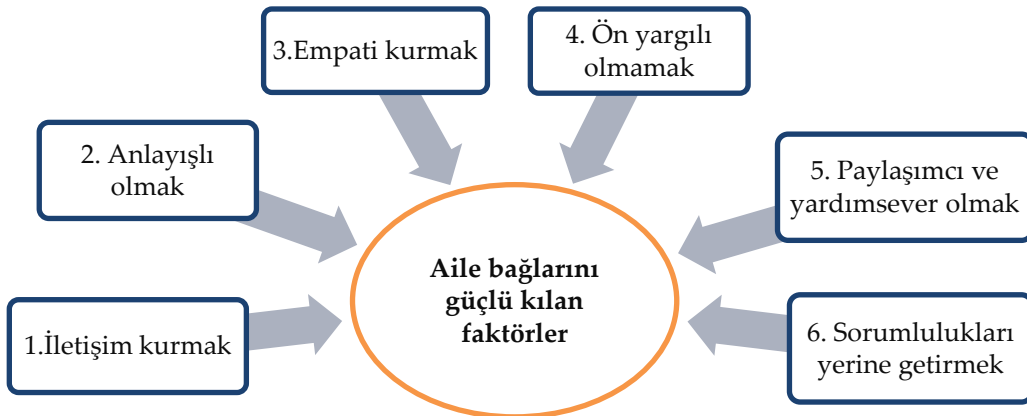 3.Empati kurmak
4. Ön yargılı
olmamak
2. Anlayışlı
olmak
5. Paylaşımcı ve
yardımsever olmak
Aile bağlarını
güçlü kılan
faktörler
1.İletişim kurmak
6. Sorumlulukları
yerine getirmek